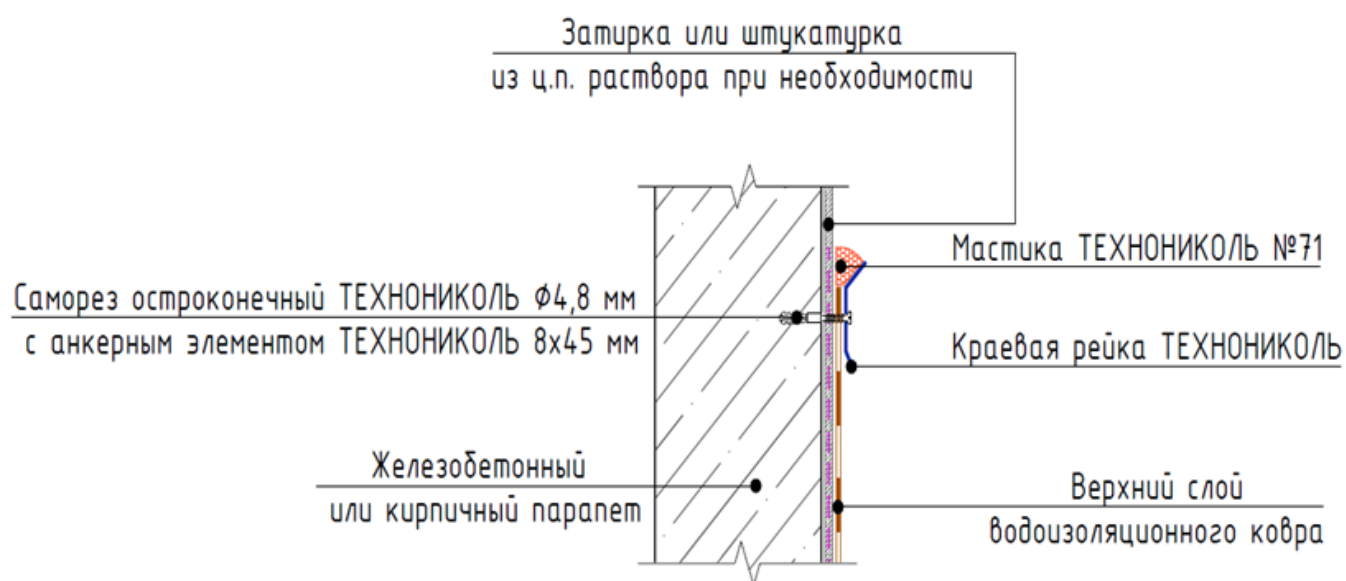 Затирка или штукатурка
из ц.п. раствора при необходимости
Мастика ТЕХНОНИКОЛЬ №71
Саморез остроконечный ТЕХНОНИКОЛЬ Ф4,8 мм
с анкерным элементом ТЕХНОНИКОЛЬ 8х45 мм
Краевая рейка ТЕХНОНИКОЛЬ
Железобетонный
или кирпичный парапет
Верхний слой
водоизоляционного ковра